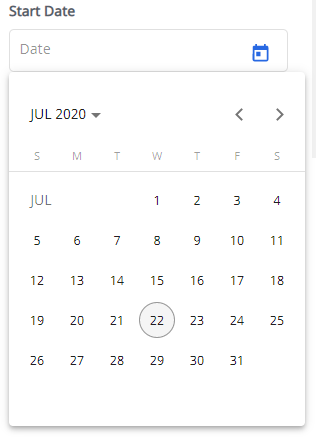 Start Date
Date
JUL 2020
S M T W T F S
JUL 1 2 3 4
5 6 7 8 9 10 11
12 13 14 15 16 17 18
19 20 21 22 23 24 25
26 27 28 29 30 31